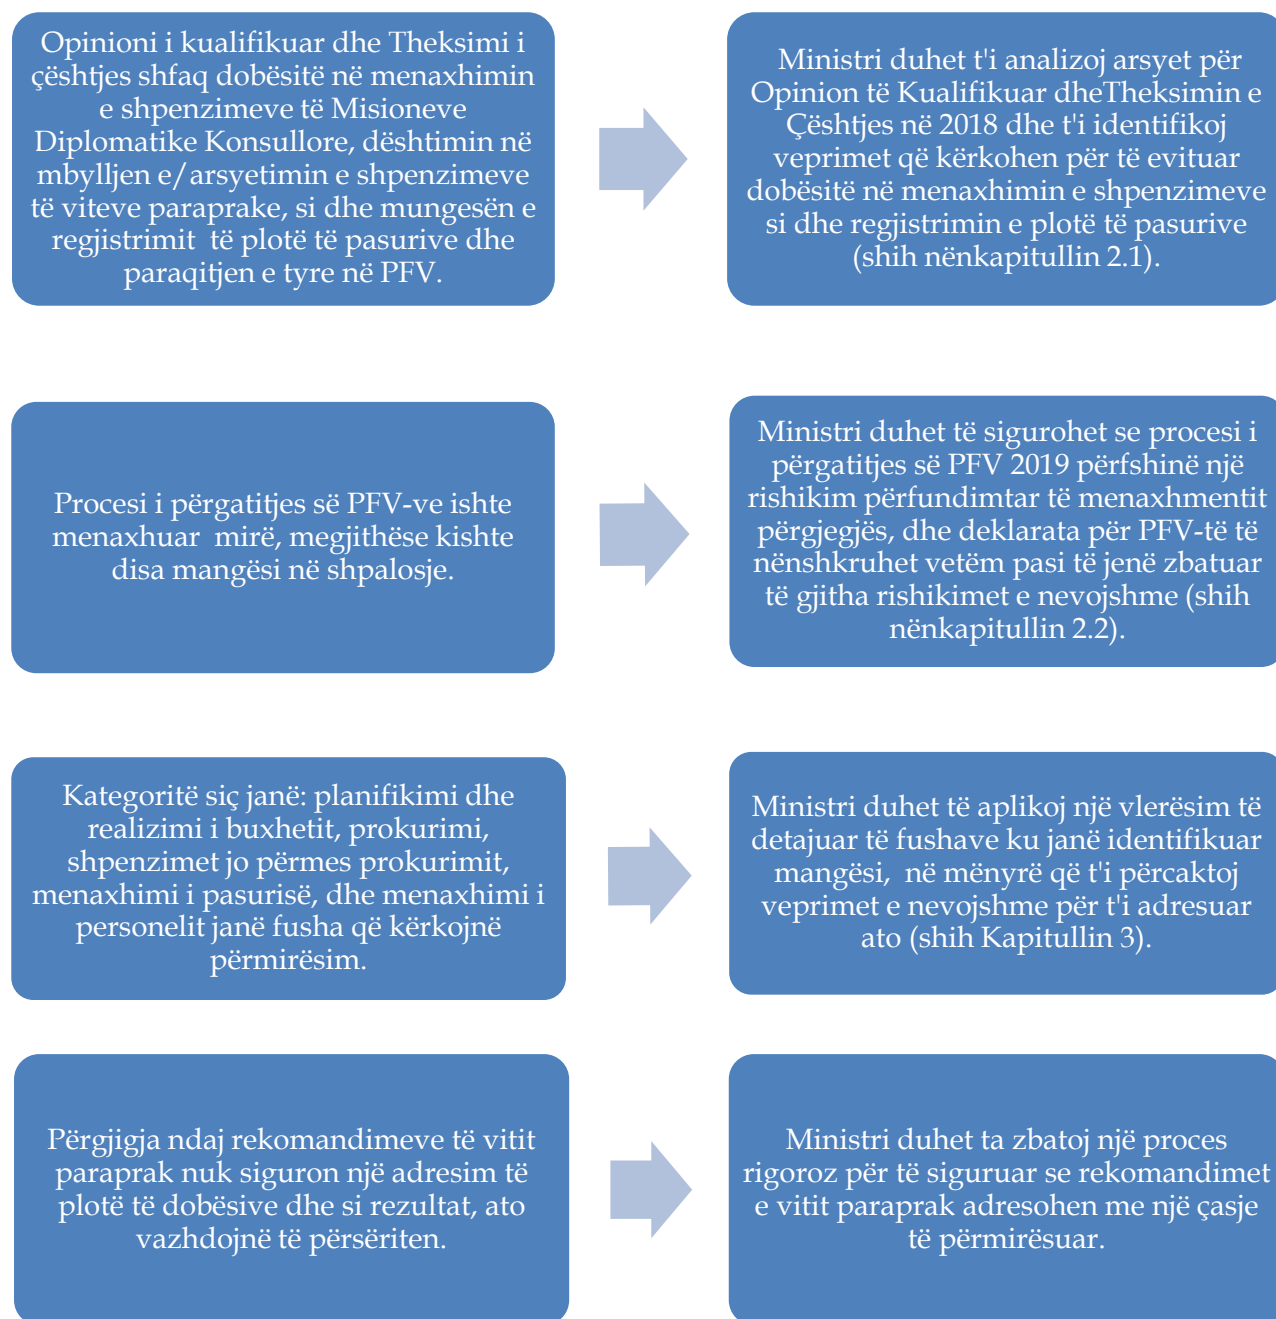 Opinioni i kualifikuar dhe Theksimi i
çështjes shfaq dobësitë në menaxhimin
e shpenzimeve të Misioneve
Diplomatike Konsullore, dështimin në
mbylljen e/arsyetimin e shpenzimeve
të viteve paraprake, si dhe mungesën e
regjistrimit të plotë të pasurive dhe
paraqitjen e tyre në PFV.
Ministri duhet t'i analizoj arsyet për
Opinion të Kualifikuar dheTheksimin e
Çështjes në 2018 dhe t'i identifikoj
veprimet që kërkohen për të evituar
dobësitë në menaxhimin e shpenzimeve
si dhe regjistrimin e plotë të pasurive
(shih nënkapitullin 2.1).
Procesi i përgatitjes së PFV-ve ishte
menaxhuar mirë, megjithëse kishte
disa mangësi në shpalosje.
Ministri duhet të sigurohet se procesi i
përgatitjes së PFV 2019 përfshinë një
rishikim përfundimtar të menaxhmentit
përgjegjës, dhe deklarata për PFV-të të
nënshkruhet vetëm pasi të jenë zbatuar
të gjitha rishikimet e nevojshme (shih
nënkapitullin 2.2).
Kategoritë siç janë: planifikimi dhe
realizimi i buxhetit, prokurimi,
shpenzimet jo përmes prokurimit,
menaxhimi i pasurisë, dhe menaxhimi i
personelit janë fusha që kërkojnë
përmirësim.
Ministri duhet të aplikoj një vlerësim të
detajuar të fushave ku janë identifikuar
mangësi, në mënyrë që t'i përcaktoj
veprimet e nevojshme për t'i adresuar
ato (shih Kapitullin 3).
Përgjigja ndaj rekomandimeve të vitit
paraprak nuk siguron një adresim të
plotë të dobësive dhe si rezultat, ato
vazhdojnë të përsëriten.
Ministri duhet ta zbatoj një proces
rigoroz për të siguruar se rekomandimet
e vitit paraprak adresohen me një çasje
të përmirësuar.